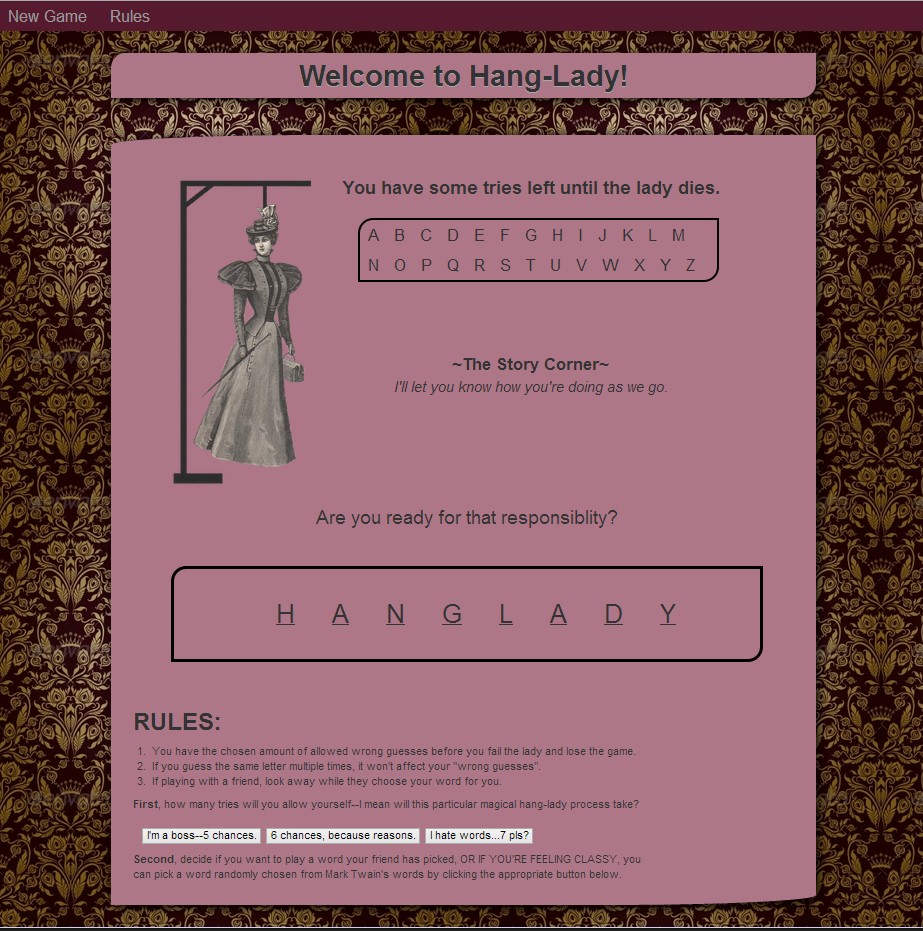 New Game Rules
Welcome to Hang-Lady!
You have some tries left until the lady dies.
A B C D E F G H I J K L M
N O P Q R S T U V W X Y Z
~The Story Corner~
I'll let you know how you're doing as we go.
Are you ready for that responsiblity?
H A N G L A D Y
RULES:
1. You have the chosen amount of allowed wrong guesses before you fail the lady and lose the game.
2. If you guess the same letter multiple times, it won't affect your "wrong guesses".
3. If playing with a friend, look away while they choose your word for you.
First, how many tries will you allow yourself--I mean will this particular magical hang-lady process take?
I'm a boss--5 chances. 6 chances, because reasons. I hate words...7 pls?
Second, decide if you want to play a word your friend has picked, OR IF YOU'RE FEELING CLASSY, you
can pick a word randomly chosen from Mark Twain's words by clicking the appropriate button below.